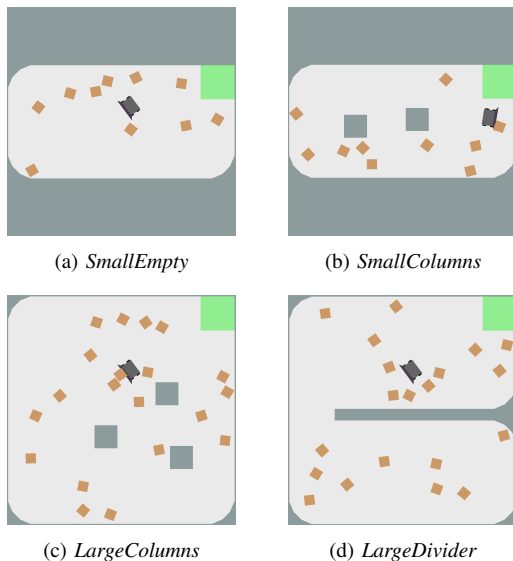 (a) SmallEmpty
(b) SmallColumns
(c) LargeColumns
(d) LargeDivider